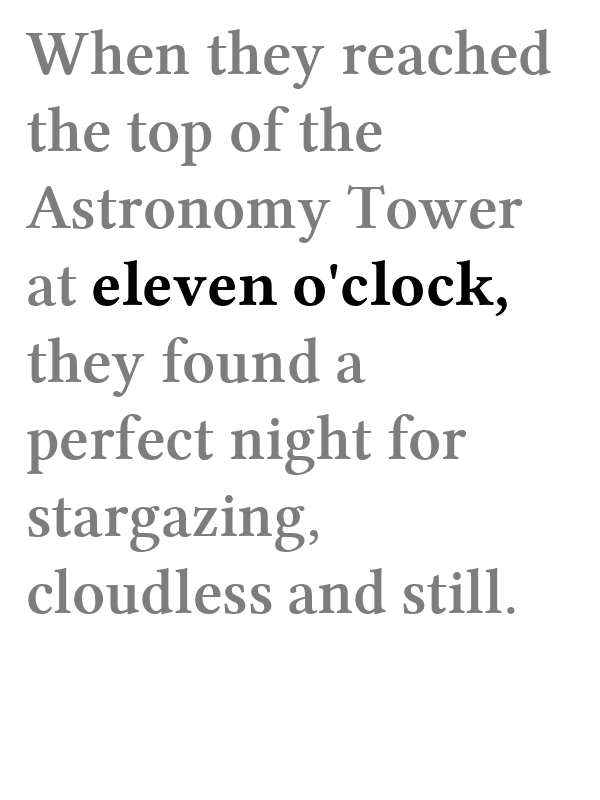 When they reached
the top of the
Astronomy Tower
at eleven o'clock,
they found a
perfect night for
stargazing,
cloudless and still.